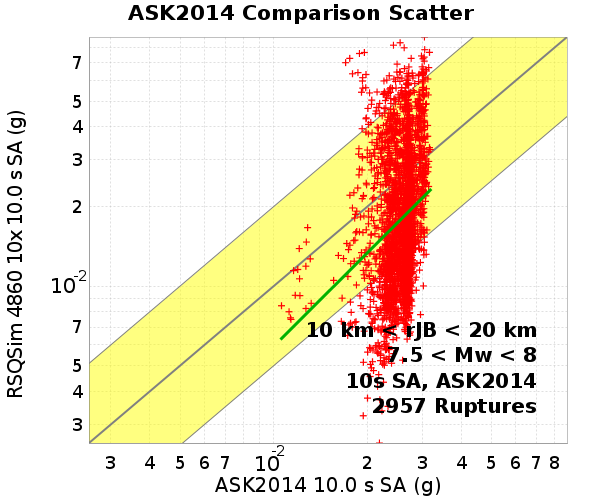 ASK2014 Comparison Scatter
RSQSim 4860 10x 10.0 s SA (g)
7
5
4
3
2
10⁻²
7
5
4
3
10 km < rJB < 20 km
7.5 < Mw < 8
10s SA, ASK2014
2957 Ruptures
3 4 5 6 7 10⁻² 2 3 4 5 6 7 8
ASK2014 10.0 s SA (g)